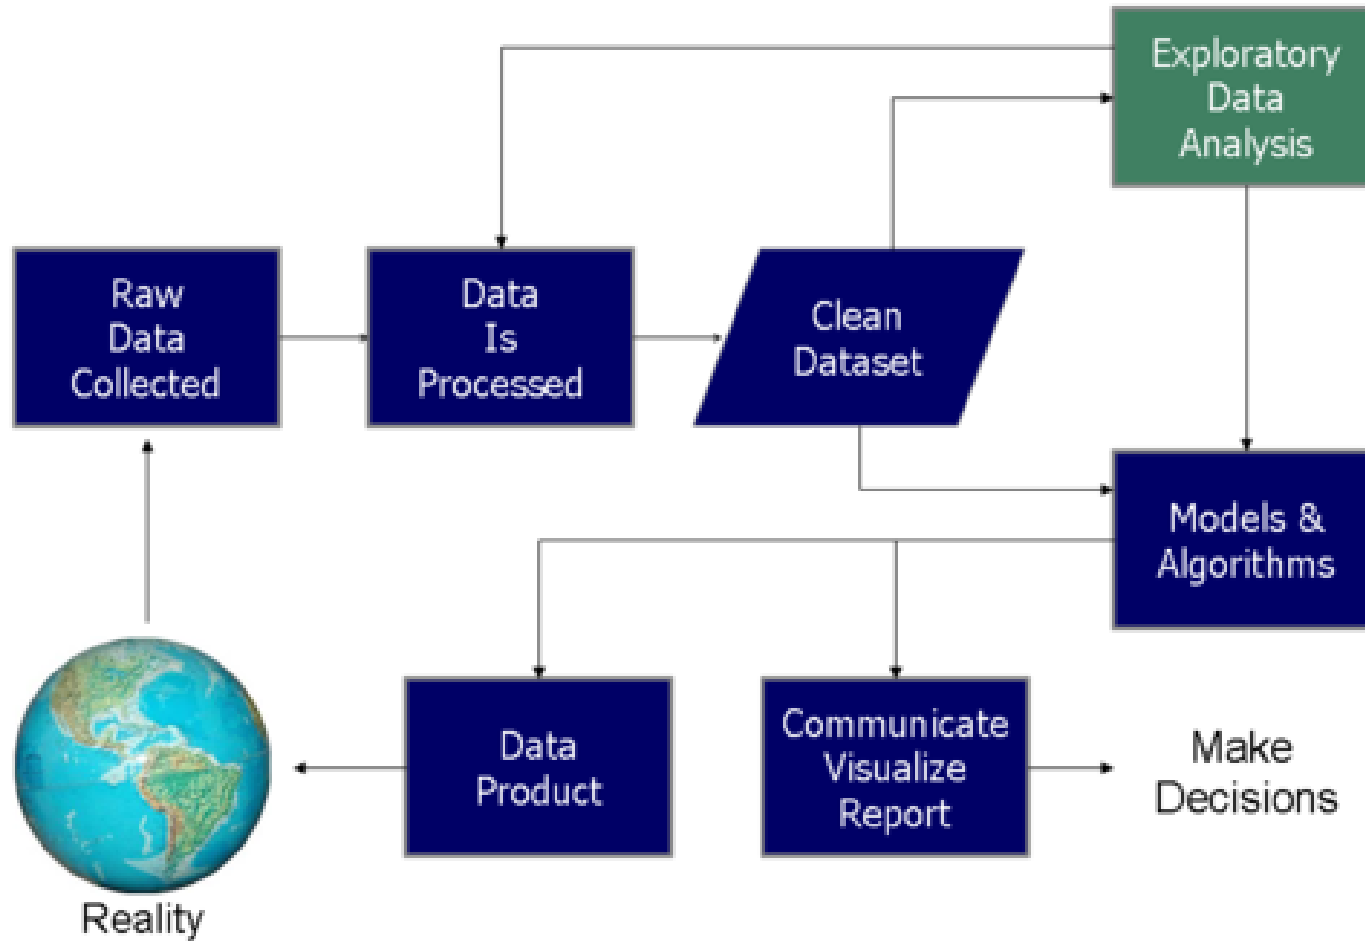 Exploratory
Data
Analysis
Raw
Data
Collected
Data
Is
Processed
Clean
Dataset
Models &
Algorithms
Data
Product
Communicate
Visualize
Report
Make
Decisions
Reality